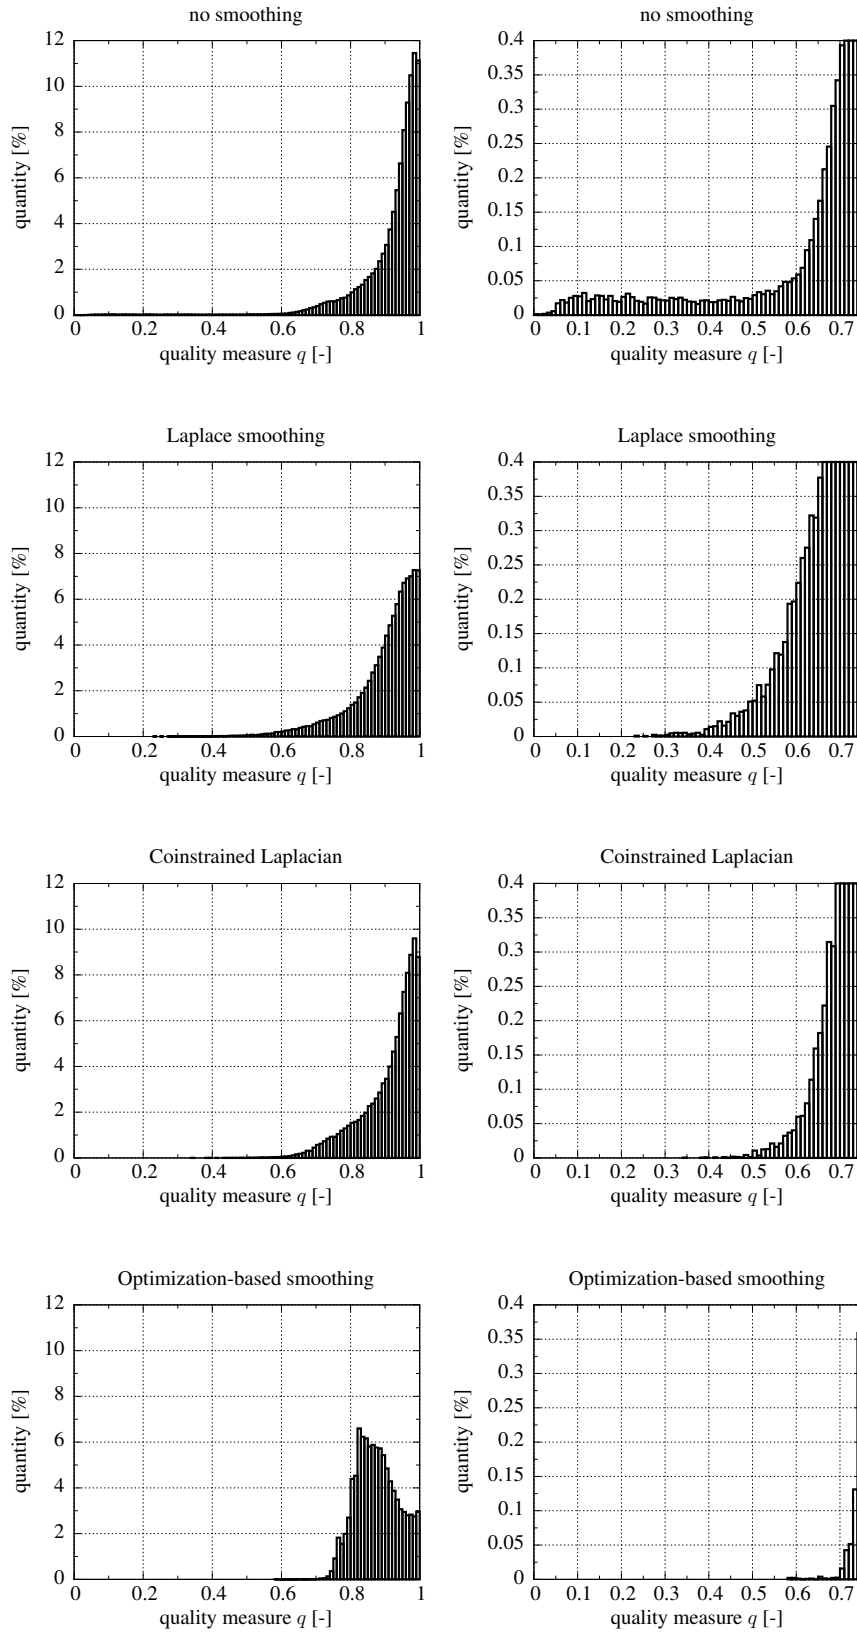 no smoothing
12
10
8
6
4
2
0
quantity [%]
0 0.2 0.4 0.6 0.8 1
quality measure q [-]
no smoothing
0.4
0.35
0.3
0.25
0.2
0.15
0.1
0.05
0
quantity [%]
0 0.1 0.2 0.3 0.4 0.5 0.6 0.7
quality measure q [-]
Laplace smoothing
12
10
8
6
4
2
0
quantity [%]
0 0.2 0.4 0.6 0.8 1
quality measure q [-]
Laplace smoothing
0.4
0.35
0.3
0.25
0.2
0.15
0.1
0.05
0
quantity [%]
0 0.1 0.2 0.3 0.4 0.5 0.6 0.7
quality measure q [-]
Coinstrained Laplacian
12
10
8
6
4
2
0
quantity [%]
0 0.2 0.4 0.6 0.8 1
quality measure q [-]
Coinstrained Laplacian
0.4
0.35
0.3
0.25
0.2
0.15
0.1
0.05
0
quantity [%]
0 0.1 0.2 0.3 0.4 0.5 0.6 0.7
quality measure q [-]
Optimization-based smoothing
12
10
8
6
4
2
0
quantity [%]
0 0.2 0.4 0.6 0.8 1
quality measure q [-]
Optimization-based smoothing
0.4
0.35
0.3
0.25
0.2
0.15
0.1
0.05
0
quantity [%]
0 0.1 0.2 0.3 0.4 0.5 0.6 0.7
quality measure q [-]